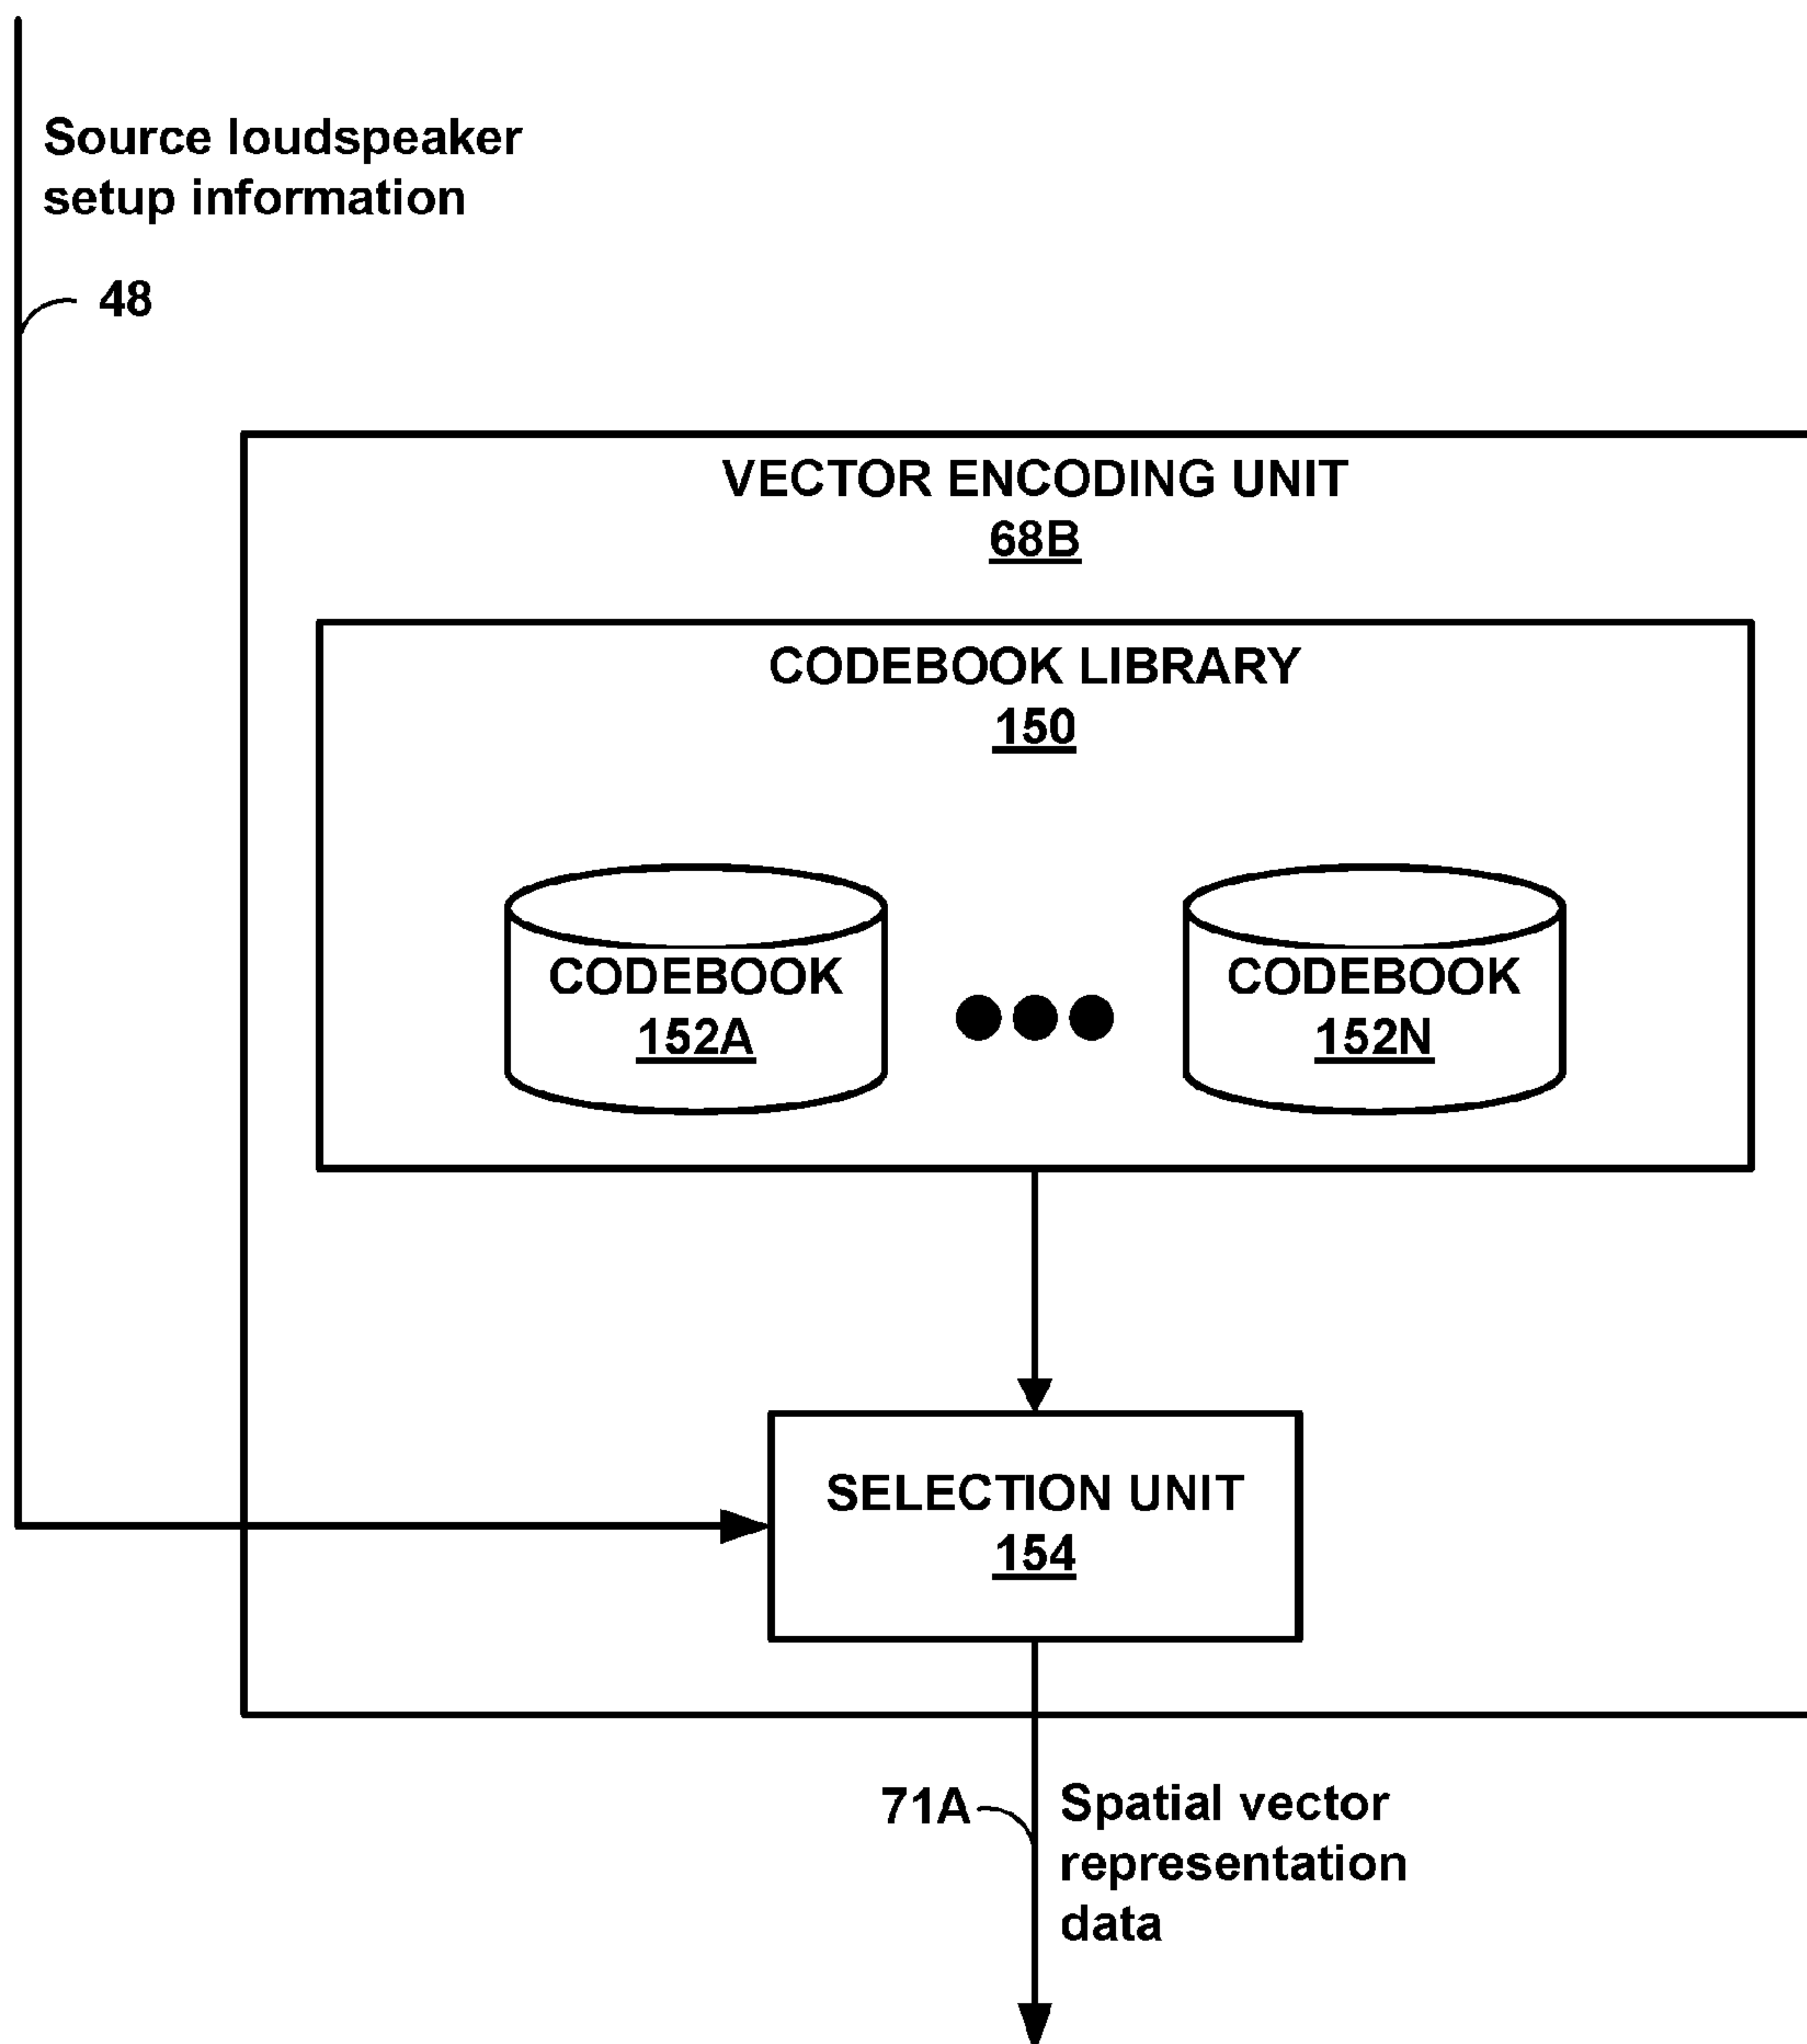 Source loudspeaker
setup information
48
VECTOR ENCODING UNIT
68B
CODEBOOK LIBRARY
150
CODEBOOK
152A
CODEBOOK
152N
SELECTION UNIT
154
71A
Spatial vector
representation
data